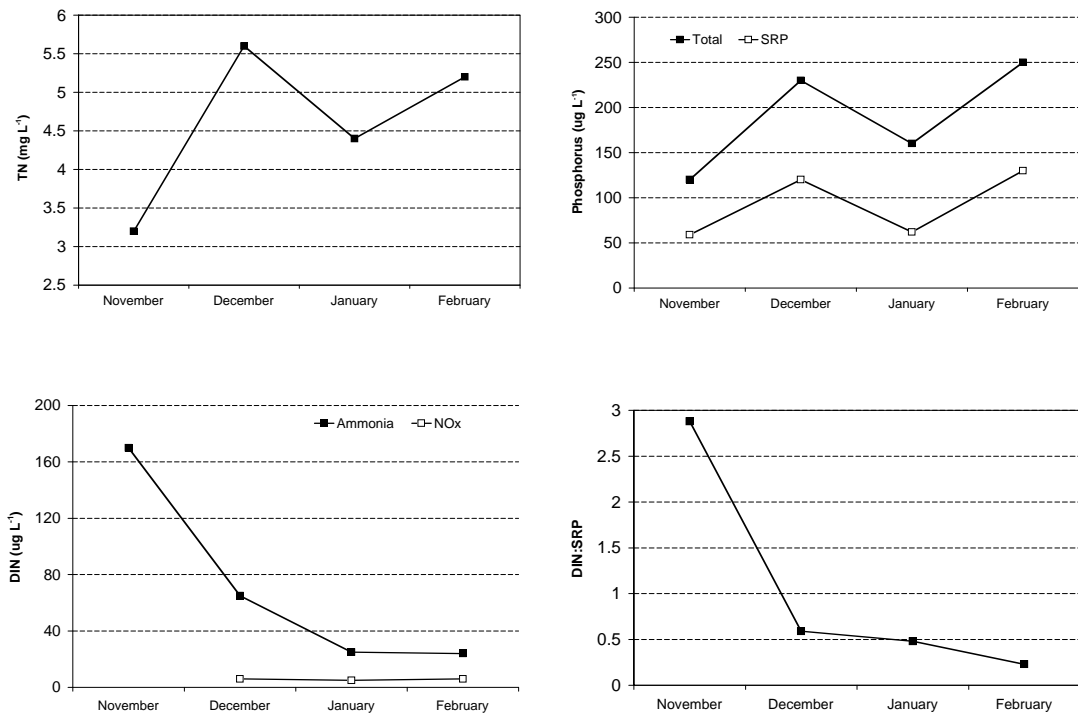 6
5.5
5
4.5
4
3.5
3
2.5
TN (mg L-1)
November December January February
300
250
200
150
100
50
0
Phosphorus (ug L-1)
Total SRP
November December January February
200
160
120
80
40
0
DIN (ug L-1)
Ammonia NOx
November December January February
3
2.5
2
1.5
1
0.5
0
DIN:SRP
November December January February